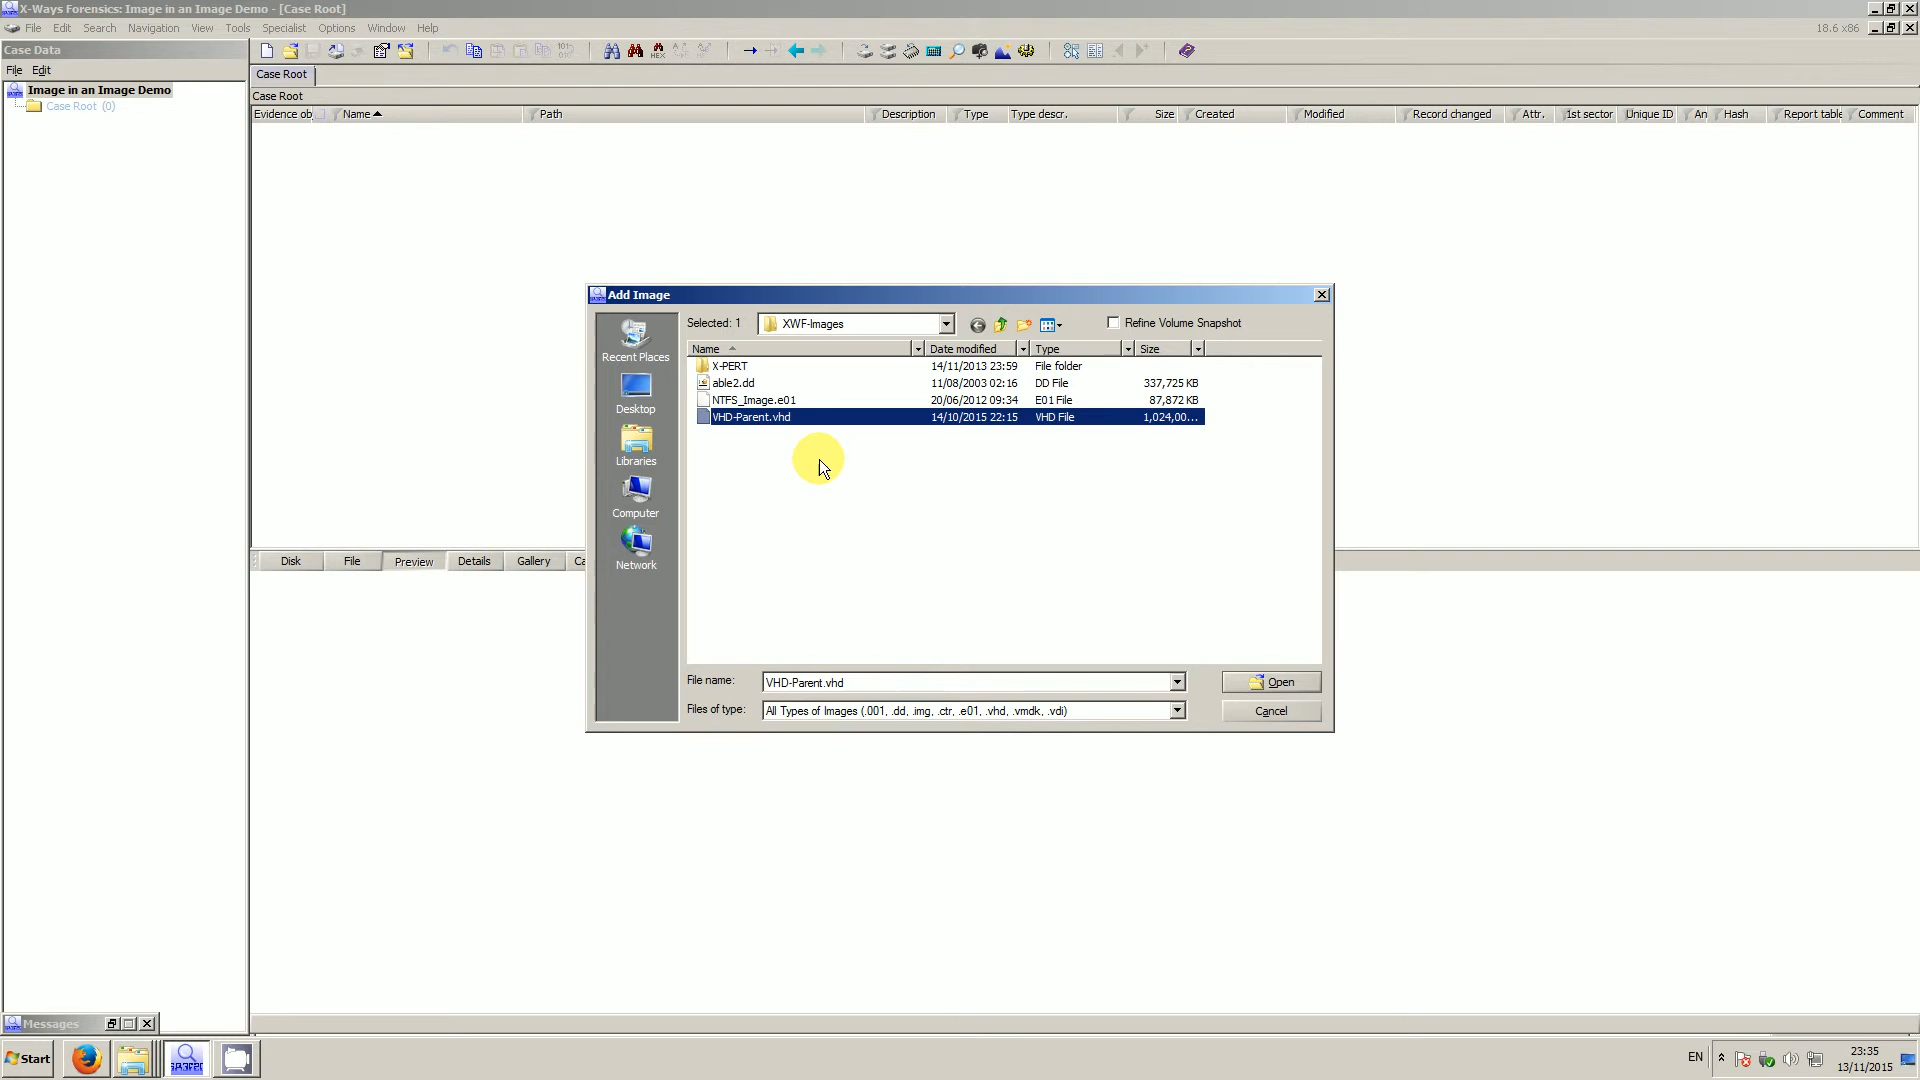 X-Ways Forensics: Image in an Image Demo - [Case Root]
File Edit Search Navigation View Tools Specialist Options Window Help
18.6 x86
Case Data
File Edit
Image in an Image Demo
Case Root (0)
Case Root
Case Root
Evidence ob Name Path Description Type Type descr. Size Created Modified Record changed Attr. 1st sector Unique ID An Hash Report table Comment
Add Image
Selected: 1 XWF-Images Refine Volume Snapshot
Name Date modified Type Size
X-PERT 14/11/2013 23:59 File folder
able2.dd 11/08/2003 02:16 DD File 337,725 KB
NTFS_Image.e01 20/06/2012 09:34 E01 File 87,872 KB
VHD-Parent.vhd 14/10/2015 22:15 VHD File 1,024,00...
Recent Places
Desktop
Libraries
Computer
Network
File name: VHD-Parent.vhd Open
Files of type: All Types of Images (.001, .dd, .img, .ctr, .e01, .vhd, .vmdk, .vdi) Cancel
Disk File Preview Details Gallery Ca
Messages
Start
EN
23:35
13/11/2015